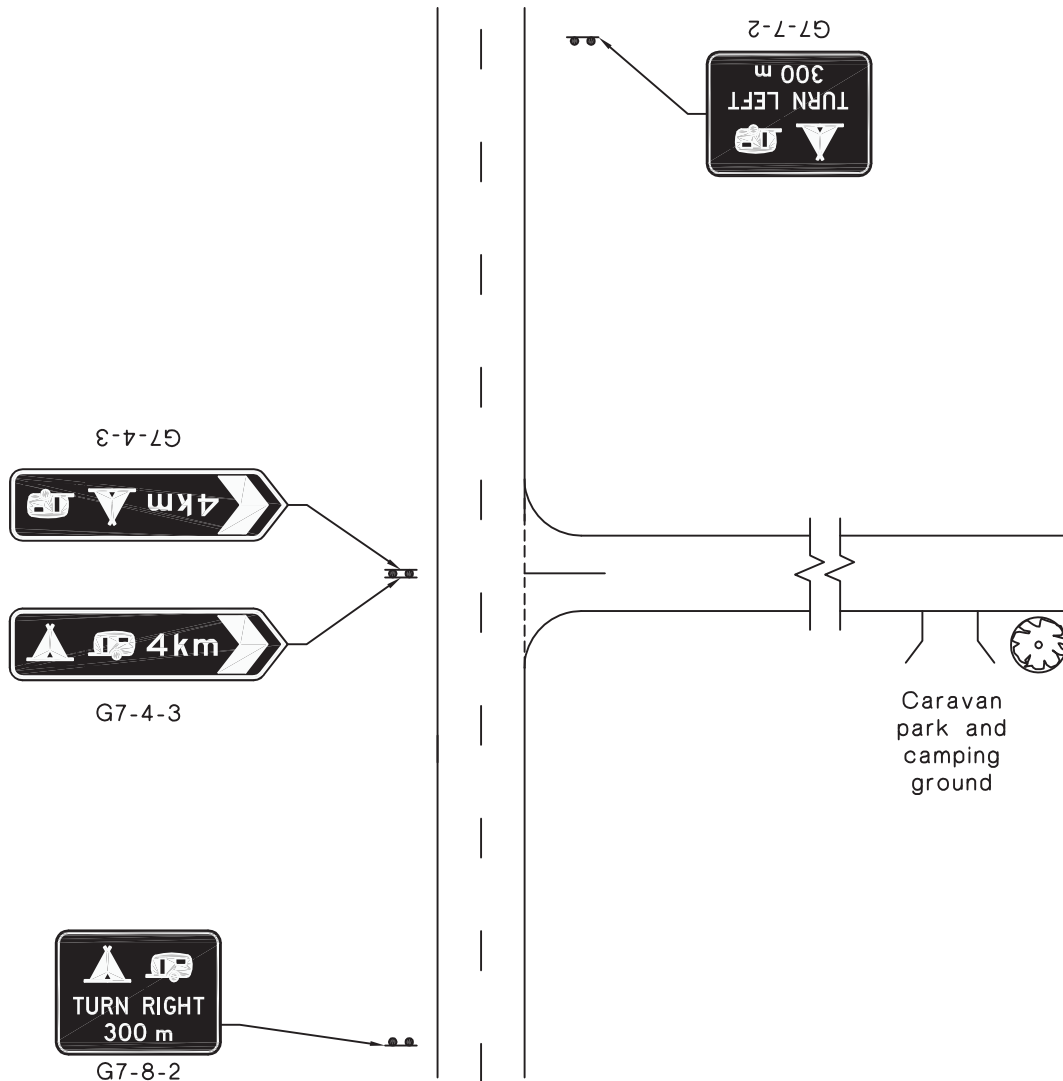 G7-7-2
TURN LEFT
300 m
G7-4-3
4km
4km
G7-4-3
Caravan
park and
camping
ground
TURN RIGHT
300 m
G7-8-2